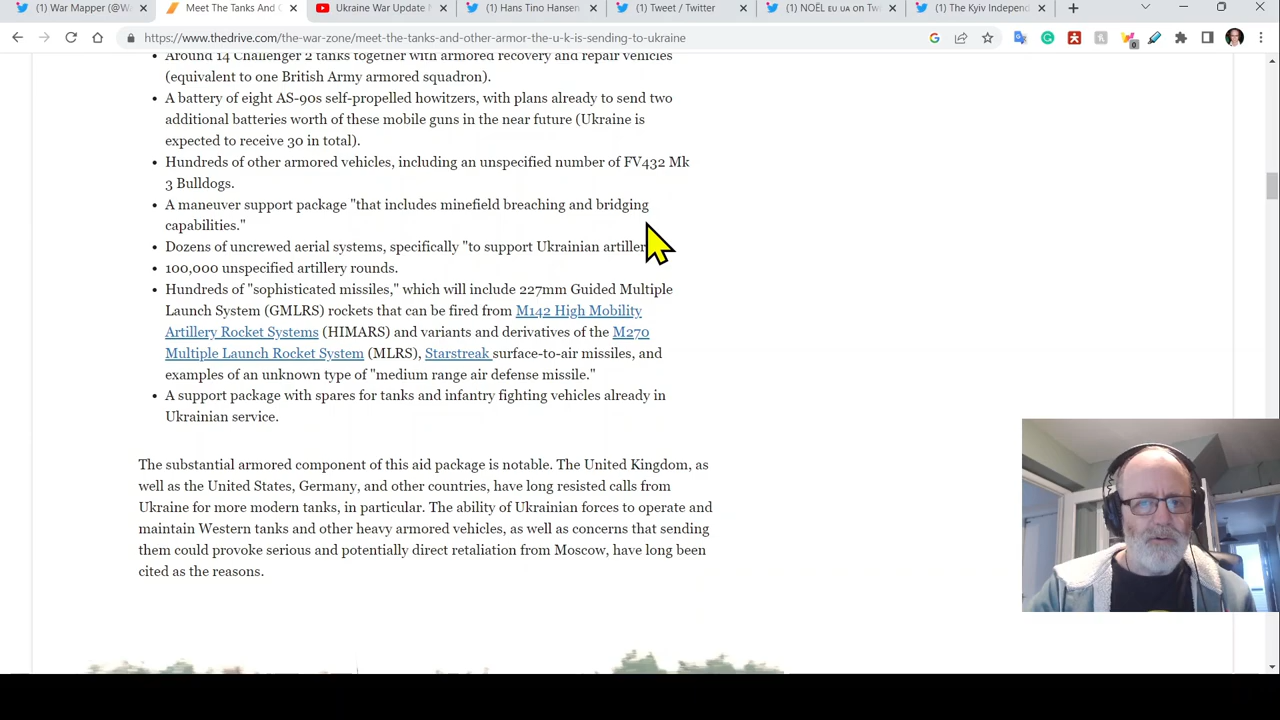 (1) War Mapper (@Wa
Meet The Tanks And O
Ukraine War Update N
(1) Hans Tino Hansen
(1) Tweet / Twitter
(1) NOËL EU UA on Tw
(1) The Kyiv Independ
https://www.thedrive.com/the-war-zone/meet-the-tanks-and-other-armor-the-u-k-is-sending-to-ukraine
Around 14 Challenger 2 tanks together with armored recovery and repair vehicles
(equivalent to one British Army armored squadron).
• A battery of eight AS-90s self-propelled howitzers, with plans already to send two
additional batteries worth of these mobile guns in the near future (Ukraine is
expected to receive 30 in total).
• Hundreds of other armored vehicles, including an unspecified number of FV432 Mk
3 Bulldogs.
• A maneuver support package "that includes minefield breaching and bridging
capabilities."
• Dozens of uncrewed aerial systems, specifically "to support Ukrainian artiller
• 100,000 unspecified artillery rounds.
• Hundreds of "sophisticated missiles," which will include 227mm Guided Multiple
Launch System (GMLRS) rockets that can be fired from M142 High Mobility
Artillery Rocket Systems (HIMARS) and variants and derivatives of the M270
Multiple Launch Rocket System (MLRS), Starstreak surface-to-air missiles, and
examples of an unknown type of "medium range air defense missile."
• A support package with spares for tanks and infantry fighting vehicles already in
Ukrainian service.
The substantial armored component of this aid package is notable. The United Kingdom, as
well as the United States, Germany, and other countries, have long resisted calls from
Ukraine for more modern tanks, in particular. The ability of Ukrainian forces to operate and
maintain Western tanks and other heavy armored vehicles, as well as concerns that sending
them could provoke serious and potentially direct retaliation from Moscow, have long been
cited as the reasons.